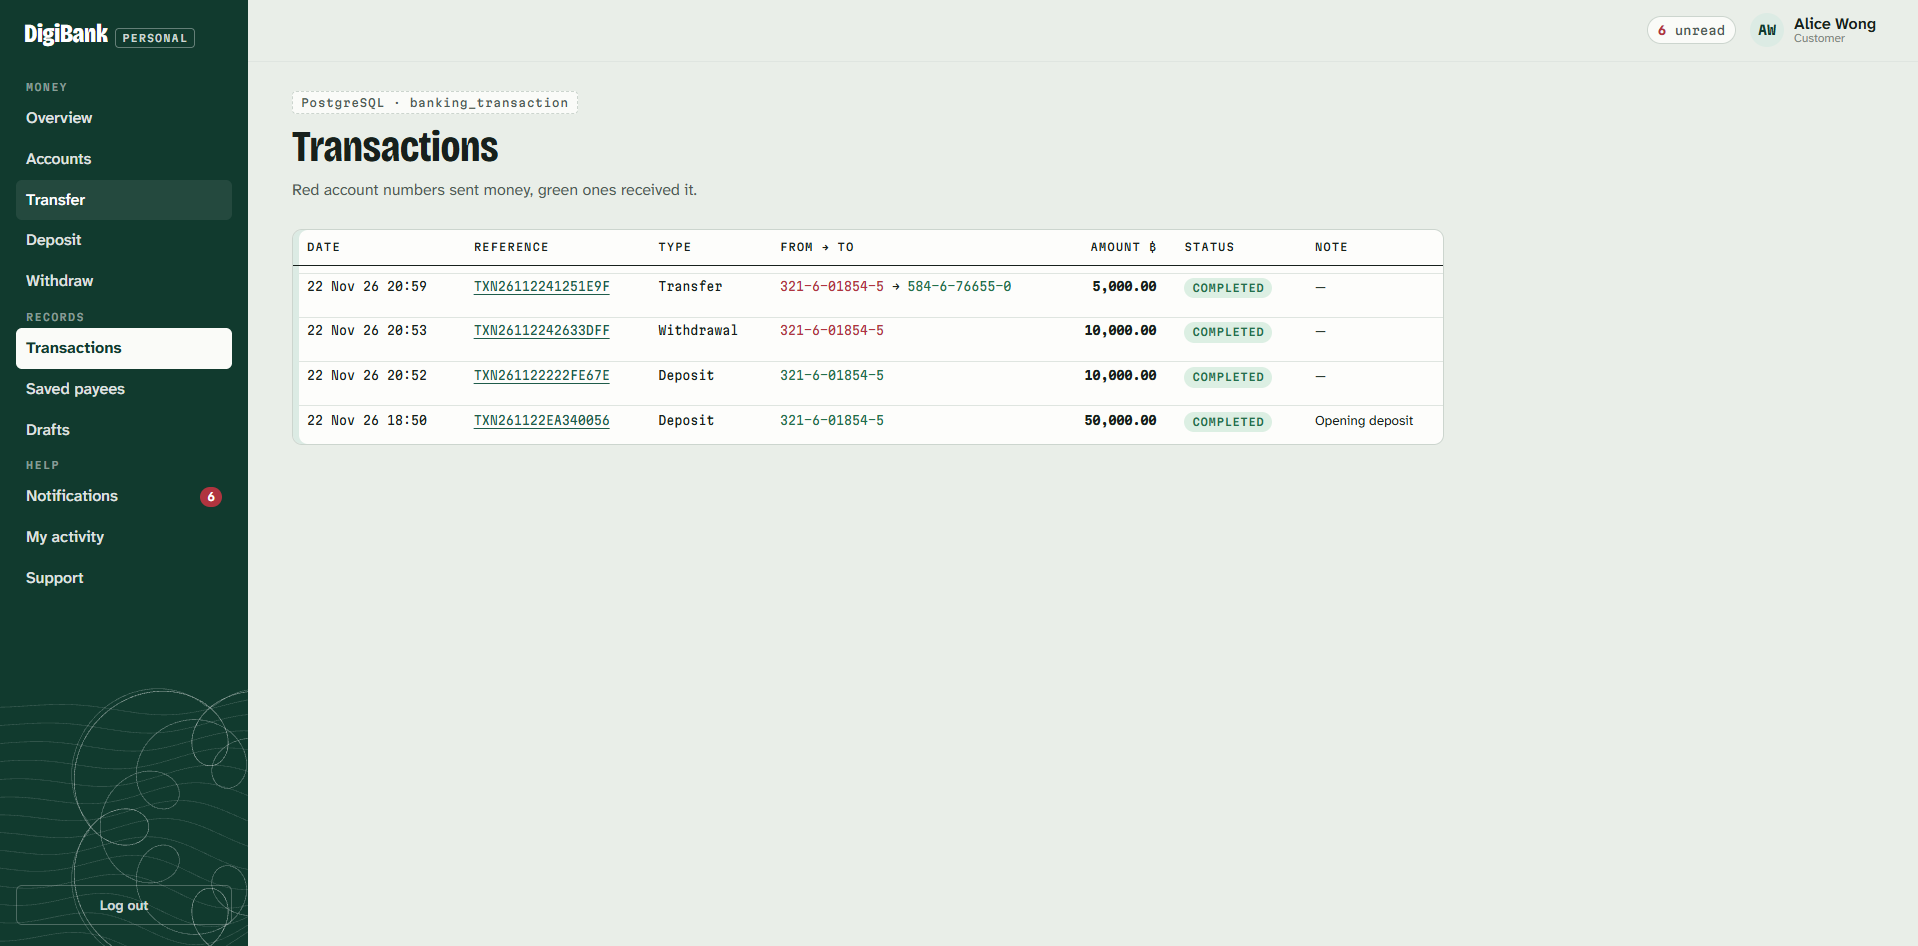 DigiBank PERSONAL
6 unread
AW
Alice Wong
Customer
MONEY
Overview
Accounts
Transfer
Deposit
Withdraw
RECORDS
Transactions
Saved payees
Drafts
HELP
Notifications 6
My activity
Support
Log out
PostgreSQL · banking_transaction
Transactions
Red account numbers sent money, green ones received it.
DATE REFERENCE TYPE FROM → TO AMOUNT ฿ STATUS NOTE
22 Nov 26 20:59 TXN26112241251E9F Transfer 321-6-01854-5 → 584-6-76655-0 5,000.00 COMPLETED —
22 Nov 26 20:53 TXN26112242633DFF Withdrawal 321-6-01854-5 10,000.00 COMPLETED —
22 Nov 26 20:52 TXN261122222FE67E Deposit 321-6-01854-5 10,000.00 COMPLETED —
22 Nov 26 18:50 TXN261122EA340056 Deposit 321-6-01854-5 50,000.00 COMPLETED Opening deposit